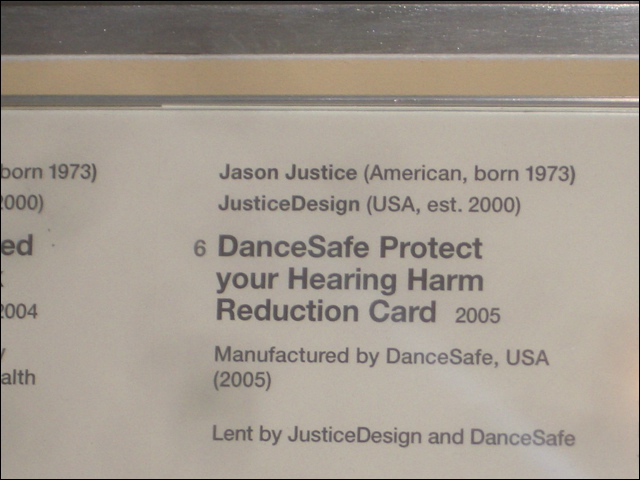 born 1973)
2000)
ed
2004
alth
Jason Justice (American, born 1973)
JusticeDesign (USA, est. 2000)
6 DanceSafe Protect
your Hearing Harm
Reduction Card 2005
Manufactured by DanceSafe, USA
(2005)
Lent by JusticeDesign and DanceSafe